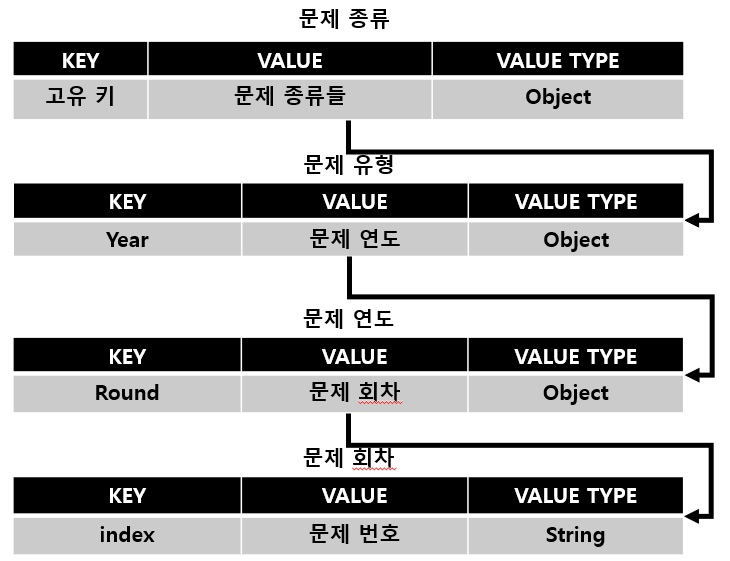 문제 종류
KEY VALUE VALUE TYPE
고유 키 문제 종류들 Object
문제 유형
KEY VALUE VALUE TYPE
Year 문제 연도 Object
문제 연도
KEY VALUE VALUE TYPE
Round 문제 회차 Object
문제 회차
KEY VALUE VALUE TYPE
index 문제 번호 String